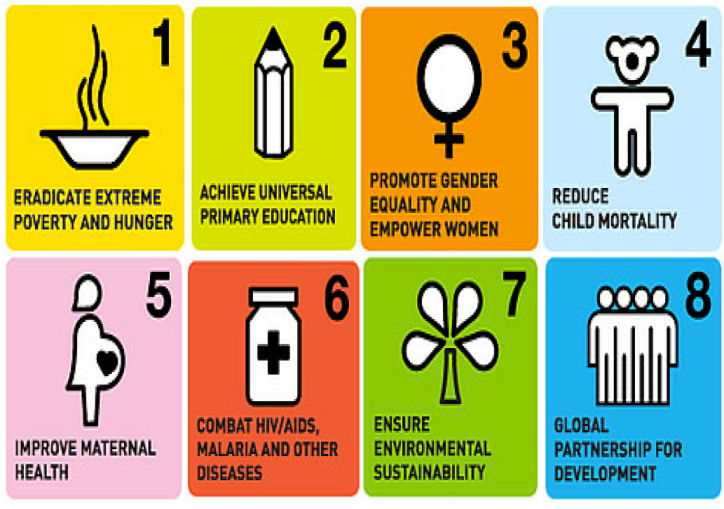 1
ERADICATE EXTREME
POVERTY AND HUNGER
2
ACHIEVE UNIVERSAL
PRIMARY EDUCATION
3
PROMOTE GENDER
EQUALITY AND
EMPOWER WOMEN
4
REDUCE
CHILD MORTALITY
5
IMPROVE MATERNAL
HEALTH
6
COMBAT HIV/AIDS,
MALARIA AND OTHER
DISEASES
7
ENSURE
ENVIRONMENTAL
SUSTAINABILITY
8
GLOBAL
PARTNERSHIP FOR
DEVELOPMENT